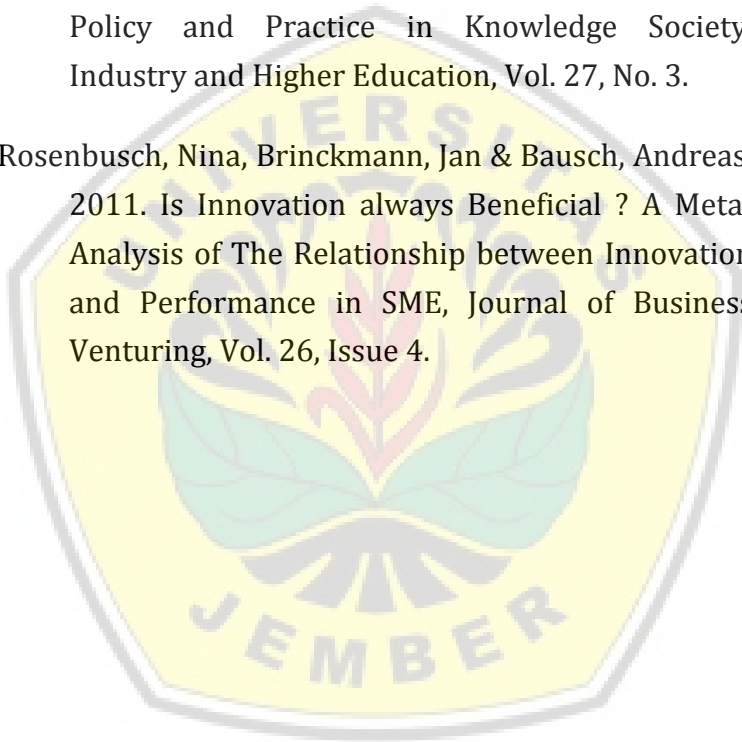 Policy and Practice in Knowledge Society
Industry and Higher Education, Vol. 27, No. 3.
Rosenbusch, Nina, Brinckmann, Jan & Bausch, Andreas
2011. Is Innovation always Beneficial ? A Meta
Analysis of The Relationship between Innovation
and Performance in SME, Journal of Business
Venturing, Vol. 26, Issue 4.
UNIVERSITAS
JEMBER